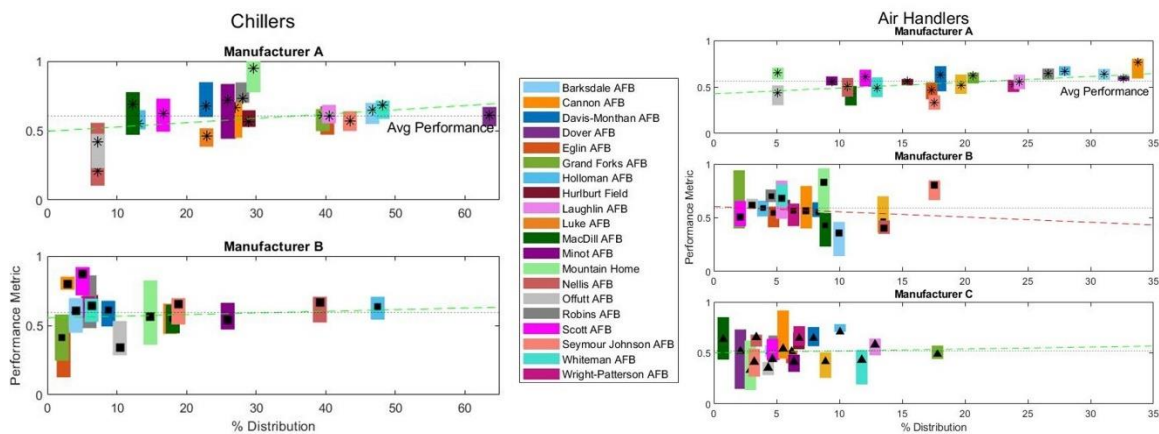 Chillers
Manufacturer A
1
0.5
0
Avg Performance
0
10
20
30
40
50
60
Manufacturer B
Performance Metric
1
0.5
0
0
10
20
30
40
50
60
% Distribution
Barksdale AFB
Cannon AFB
Davis-Monthan AFB
Dover AFB
Eglin AFB
Grand Forks AFB
Holloman AFB
Hurlburt Field
Laughlin AFB
Luke AFB
MacDill AFB
Minot AFB
Mountain Home
Nellis AFB
Offutt AFB
Robins AFB
Scott AFB
Seymour Johnson AFB
Whiteman AFB
Wright-Patterson AFB
Air Handlers
Manufacturer A
1
0.5
0
Avg Performance
0
5
10
15
20
25
30
35
Manufacturer B
Performance Metric
1
0.5
0
0
5
10
15
20
25
30
35
Manufacturer C
1
0.5
0
0
5
10
15
20
25
30
35
% Distribution